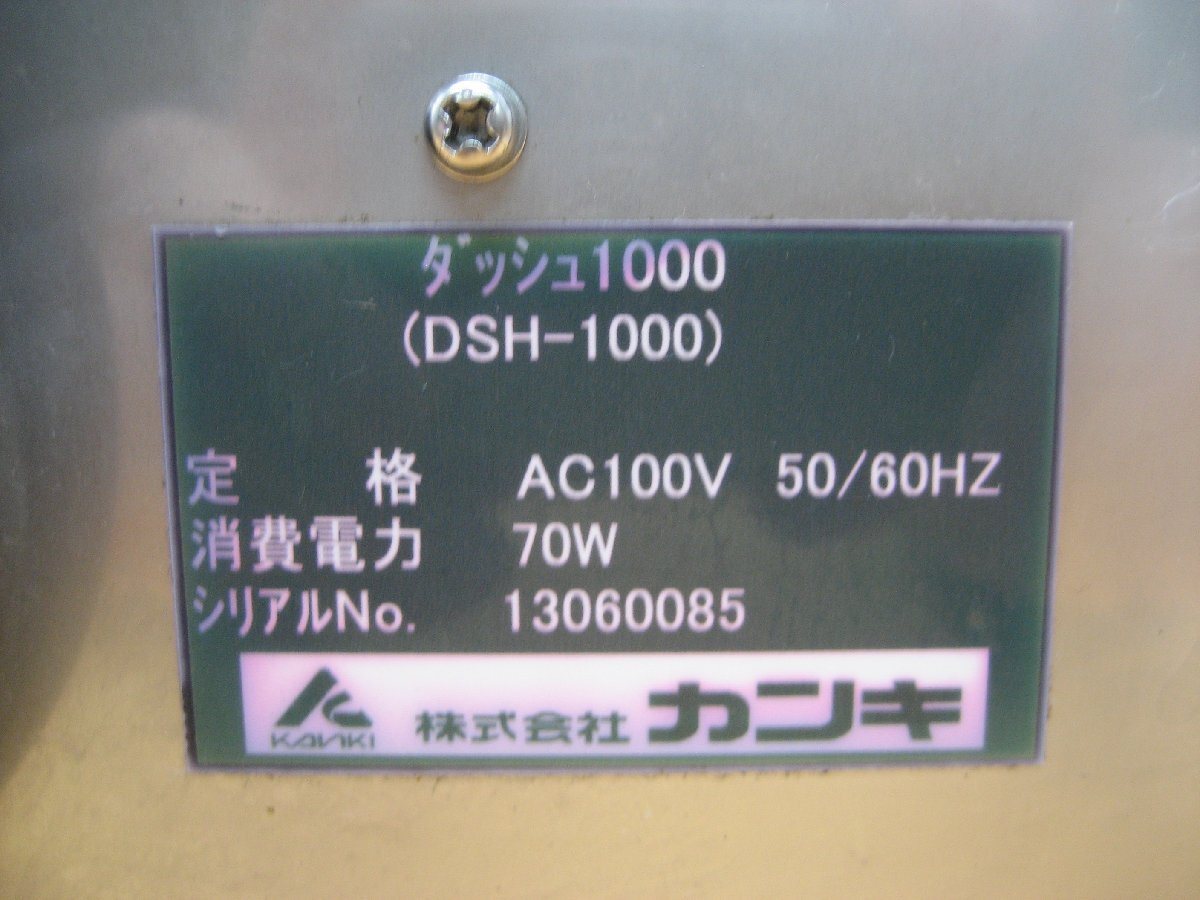 ダッシュ1000
(DSH-1000)
定格 AC100V 50/60HZ
消費電力 70W
シリアルNo. 13060085
KANKI 株式会社 カンキ